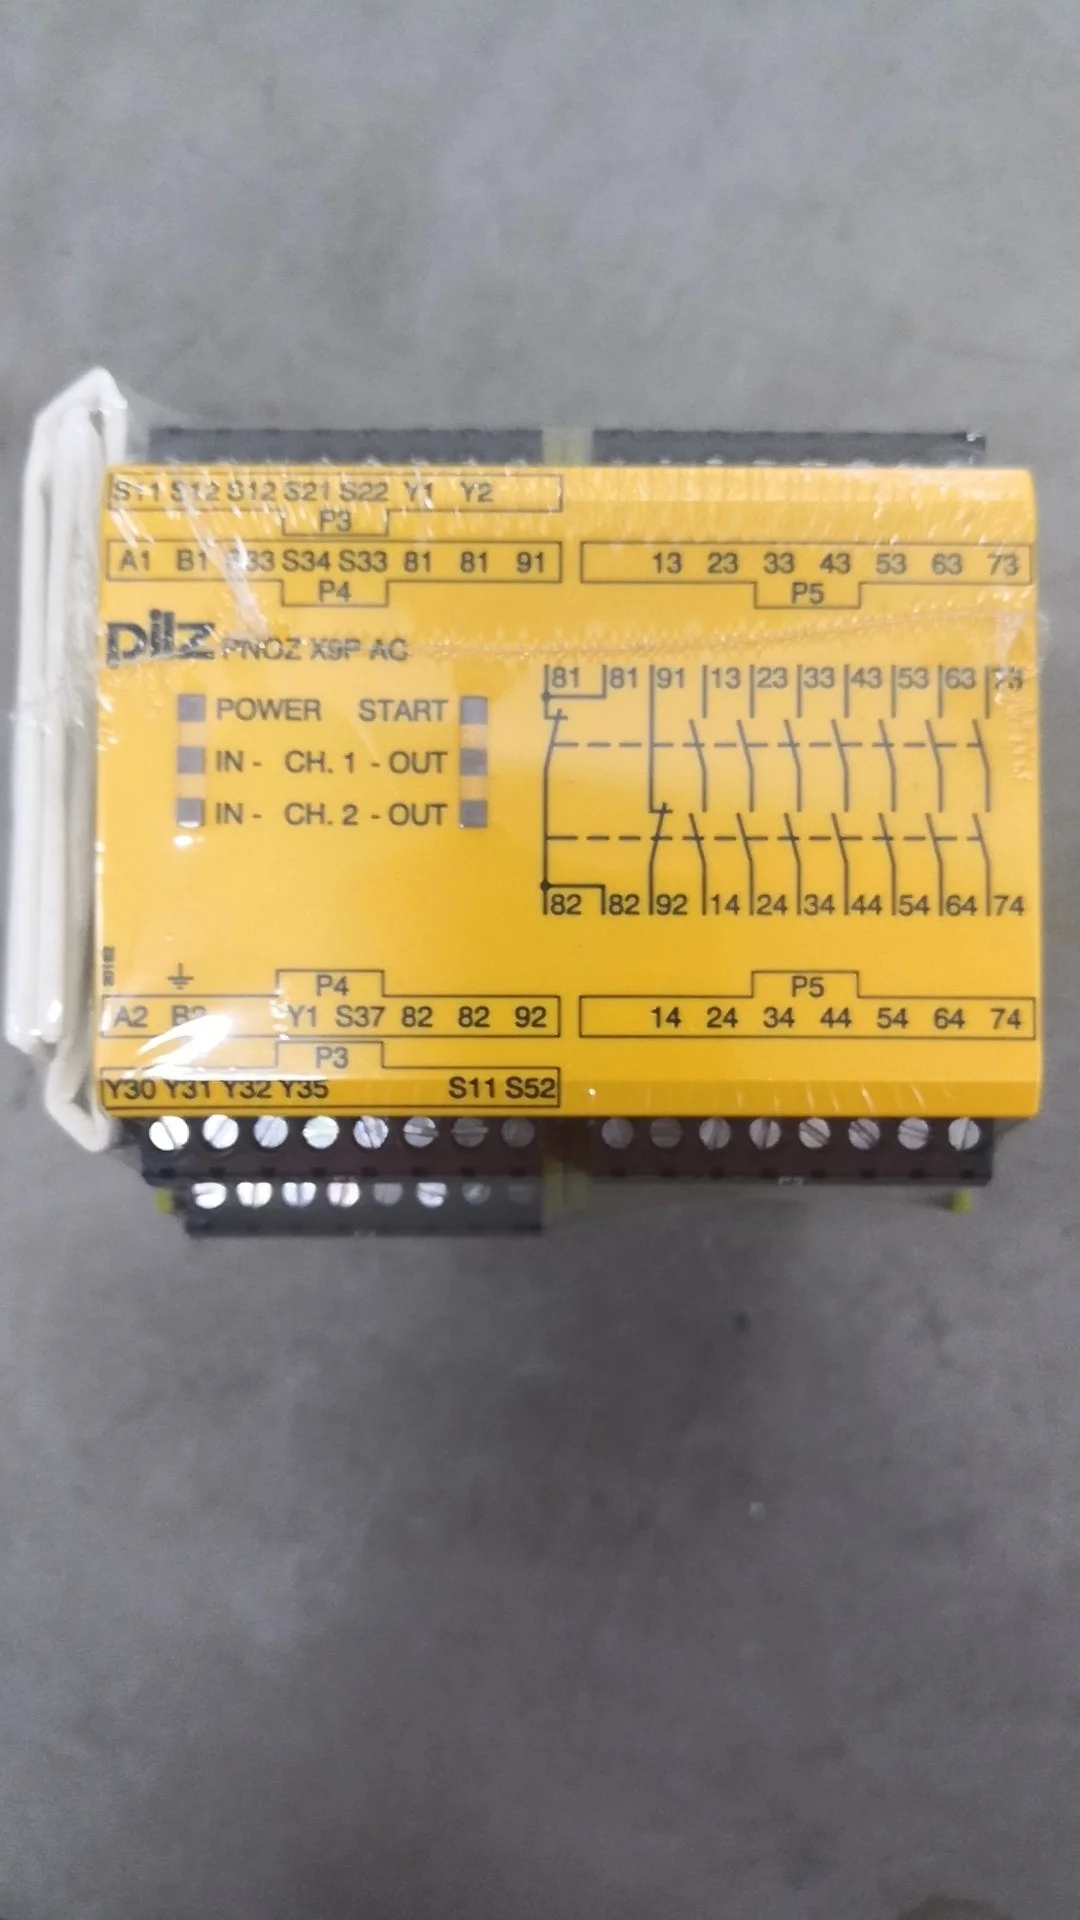 S11 S12 S12 S21 S22 Y1 Y2
P3
A1 B1 S33 S34 S33 81 81 91 13 23 33 43 53 63 73
P4 P5
pilz PNOZ X9P AC
81 81 91 13 23 33 43 53 63 73
POWER START
IN - CH. 1 - OUT
IN - CH. 2 - OUT
82 82 92 14 24 34 44 54 64 74
P4 P5
A2 B2 Y1 S37 82 82 92 14 24 34 44 54 64 74
P3
Y30 Y31 Y32 Y35 S11 S52